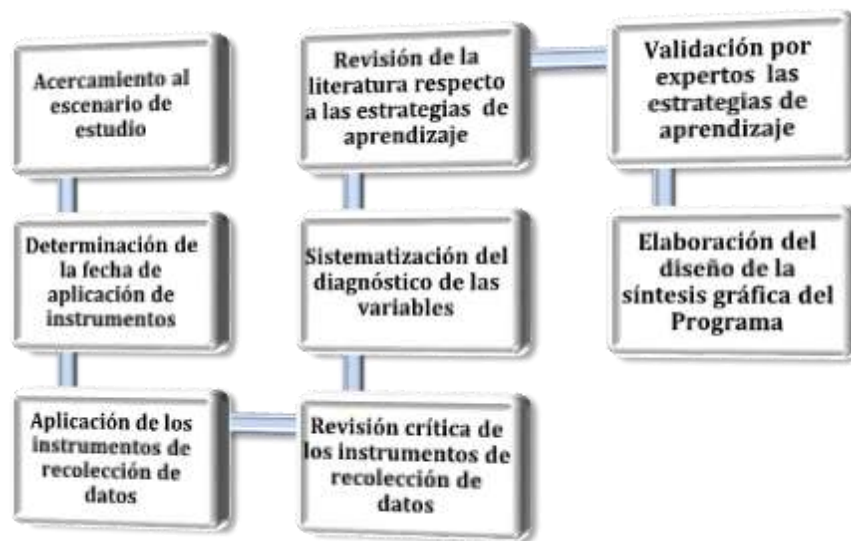 Acercamiento al
escenario de
estudio
Determinación de
la fecha de
aplicación de
instrumentos
Aplicación de los
instrumentos de
recolección de
datos
Revisión crítica de
los instrumentos de
recolección de
datos
Sistematización del
diagnóstico de las
variables
Revisión de la
literatura respecto
a las estrategias de
aprendizaje
Validación por
expertos las
estrategias de
aprendizaje
Elaboración del
diseño de la
síntesis gráfica del
Programa